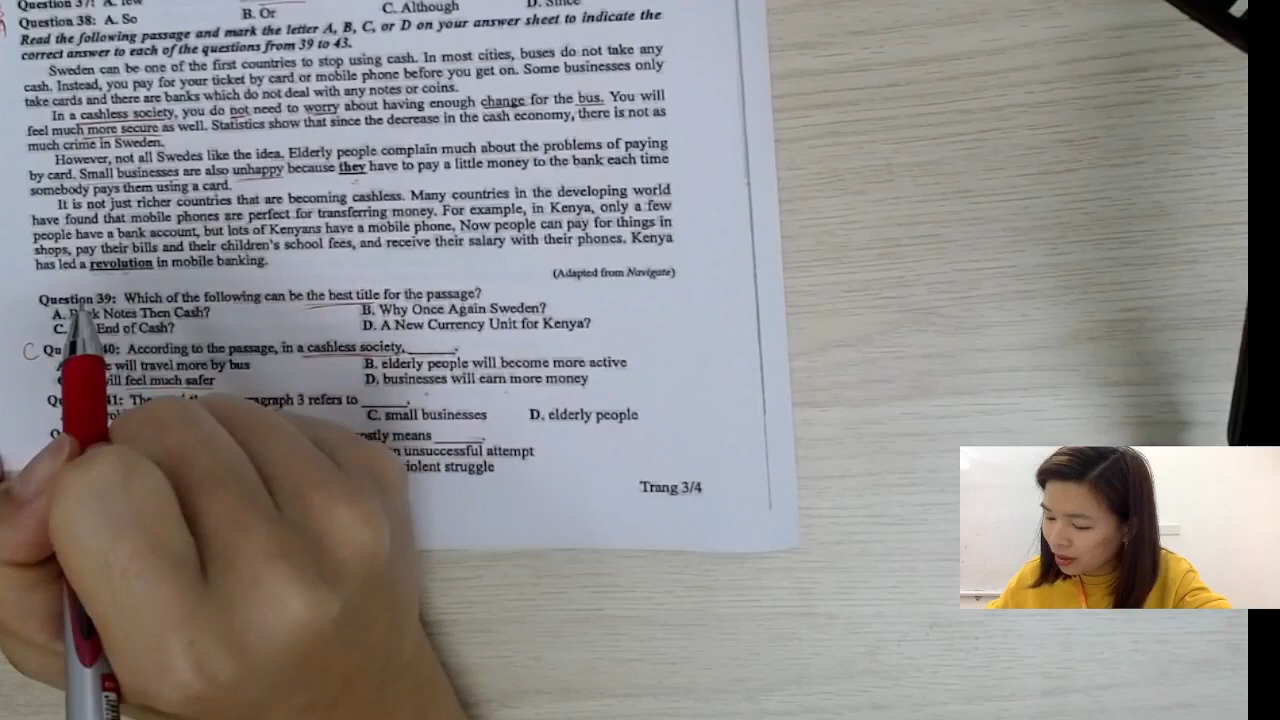 Question 37: A. few
Question 38: A. So B. Or C. Although D. Since
Read the following passage and mark the letter A, B, C, or D on your answer sheet to indicate the
correct answer to each of the questions from 39 to 43.
Sweden can be one of the first countries to stop using cash. In most cities, buses do not take any
cash. Instead, you pay for your ticket by card or mobile phone before you get on. Some businesses only
take cards and there are banks which do not deal with any notes or coins.
In a cashless society, you do not need to worry about having enough change for the bus. You will
feel much more secure as well. Statistics show that since the decrease in the cash economy, there is not as
much crime in Sweden.
However, not all Swedes like the idea. Elderly people complain much about the problems of paying
by card. Small businesses are also unhappy because they have to pay a little money to the bank each time
somebody pays them using a card.
It is not just richer countries that are becoming cashless. Many countries in the developing world
have found that mobile phones are perfect for transferring money. For example, in Kenya, only a few
people have a bank account, but lots of Kenyans have a mobile phone. Now people can pay for things in
shops, pay their bills and their children's school fees, and receive their salary with their phones. Kenya
has led a revolution in mobile banking.
(Adapted from Navigate)
Question 39: Which of the following can be the best title for the passage?
A. Notes Then Cash? B. Why Once Again Sweden?
C. End of Cash? D. A New Currency Unit for Kenya?
C Qu 40: According to the passage, in a cashless society, ______.
will travel more by bus B. elderly people will become more active
will feel much safer D. businesses will earn more money
Qu 41: The paragraph 3 refers to ______.
C. small businesses D. elderly people
mostly means ______.
unsuccessful attempt
violent struggle
Trang 3/4